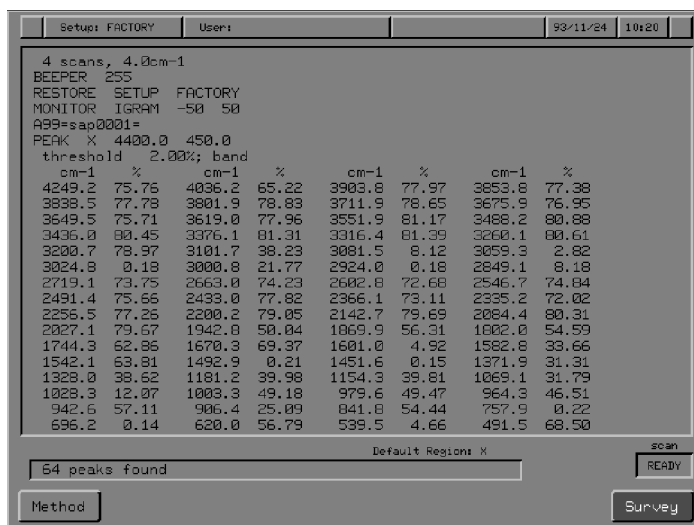 Setup: FACTORY User: 93/11/24 10:20
4 scans, 4.0cm-1
BEEPER 255
RESTORE SETUP FACTORY
MONITOR IGRAM -50 50
A99=sap0001=
PEAK X 4400.0 450.0
threshold 2.00%; band
cm-1 % cm-1 % cm-1 % cm-1 %
4249.2 75.76 4036.2 65.22 3903.8 77.97 3853.8 77.38
3838.5 77.78 3801.9 78.83 3711.9 78.65 3675.9 76.95
3649.5 75.71 3619.0 77.96 3551.9 81.17 3488.2 80.88
3436.0 80.45 3376.1 81.31 3316.4 81.39 3260.1 80.61
3200.7 78.97 3101.7 38.23 3081.5 8.12 3059.3 2.82
3024.8 0.18 3000.8 21.77 2924.0 0.18 2849.1 8.18
2719.1 73.75 2663.0 74.23 2602.8 72.68 2546.7 74.84
2491.4 75.66 2433.0 77.82 2366.1 73.11 2335.2 72.02
2256.5 77.26 2200.2 79.05 2142.7 79.69 2084.4 80.31
2027.1 79.67 1942.8 50.04 1869.9 56.31 1802.0 54.59
1744.3 62.86 1670.3 69.37 1601.0 4.92 1582.8 33.66
1542.1 63.81 1492.9 0.21 1451.6 0.15 1371.9 31.31
1328.0 38.62 1181.2 39.98 1154.3 39.81 1069.1 31.79
1028.3 12.07 1003.3 49.18 979.6 49.47 964.3 46.51
942.6 57.11 906.4 25.09 841.8 54.44 757.9 0.22
696.2 0.14 620.0 56.79 539.5 4.66 491.5 68.50
Default Region: X scan
64 peaks found READY
Method Survey